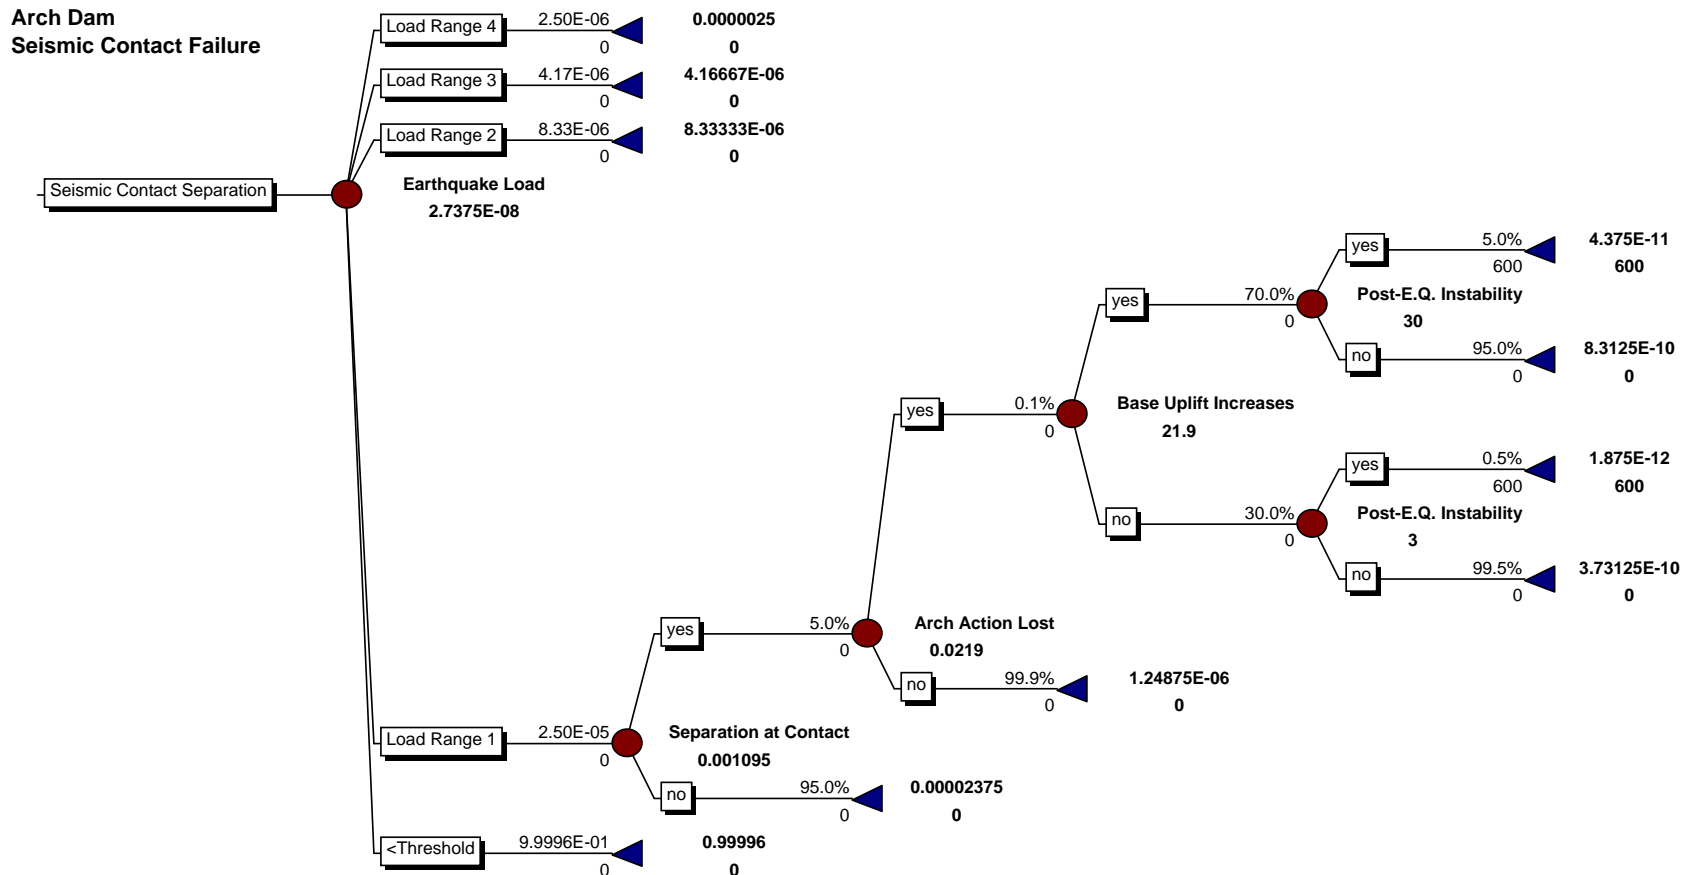 Arch Dam
Seismic Contact Failure
Load Range 4 2.50E-06 0.0000025
0 0
Load Range 3 4.17E-06 4.16667E-06
0 0
Load Range 2 8.33E-06 8.33333E-06
0 0
Seismic Contact Separation
Earthquake Load
2.7375E-08
yes 5.0% 4.375E-11
600 600
yes 70.0% Post-E.Q. Instability
0 30
no 95.0% 8.3125E-10
0 0
yes 0.1% Base Uplift Increases
0 21.9
yes 0.5% 1.875E-12
600 600
no 30.0% Post-E.Q. Instability
0 3
no 99.5% 3.73125E-10
0 0
yes 5.0% Arch Action Lost
0 0.0219
no 99.9% 1.24875E-06
0 0
Load Range 1 2.50E-05 Separation at Contact
0 0.001095
no 95.0% 0.00002375
0 0
<Threshold 9.9996E-01 0.99996
0 0